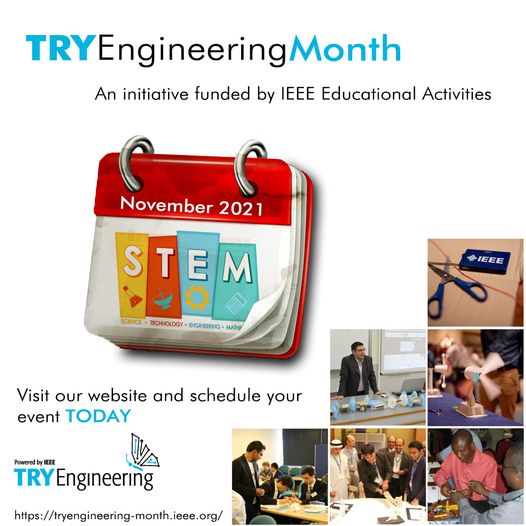 TRYEngineeringMonth
An initiative funded by IEEE Educational Activities
November 2021
STEM
SCIENCE • TECHNOLOGY • ENGINEERING • MATH
IEEE
Visit our website and schedule your
event TODAY
Powered by IEEE
TRYEngineering
https://tryengineering-month.ieee.org/